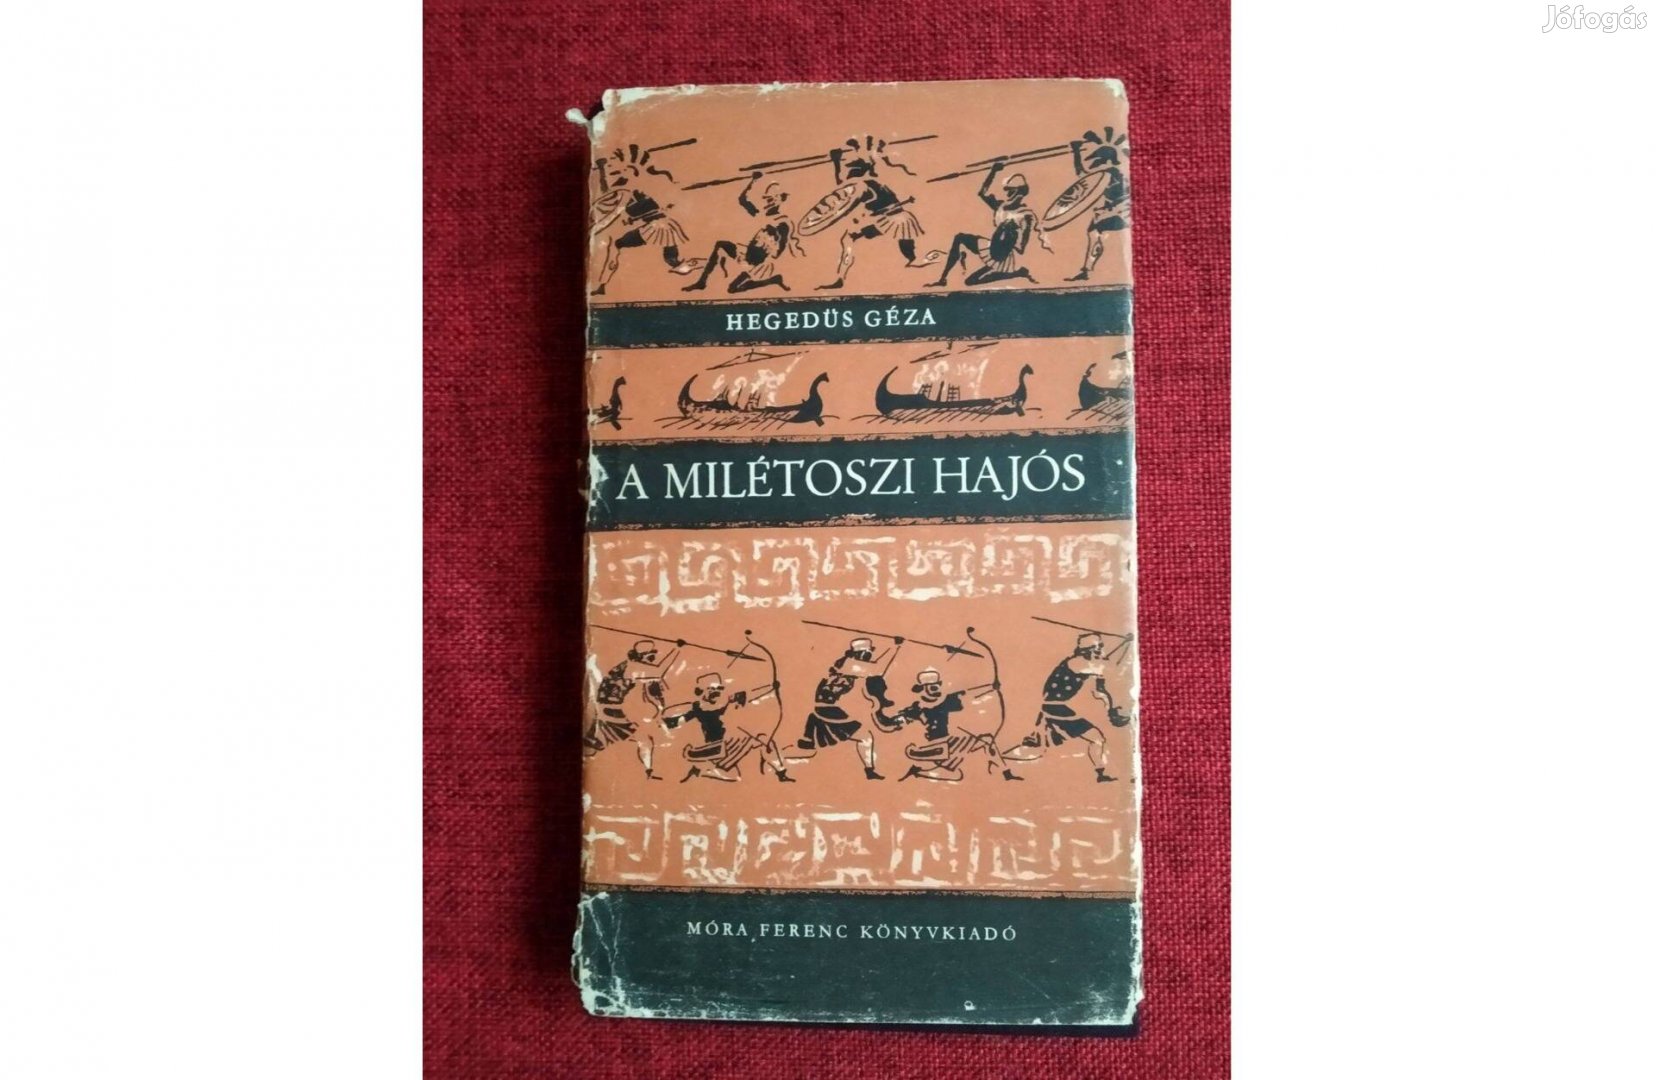 Jófogás
HEGEDÜS GÉZA
A MILÉTOSZI HAJÓS
MÓRA FERENC KÖNYVKIADÓ